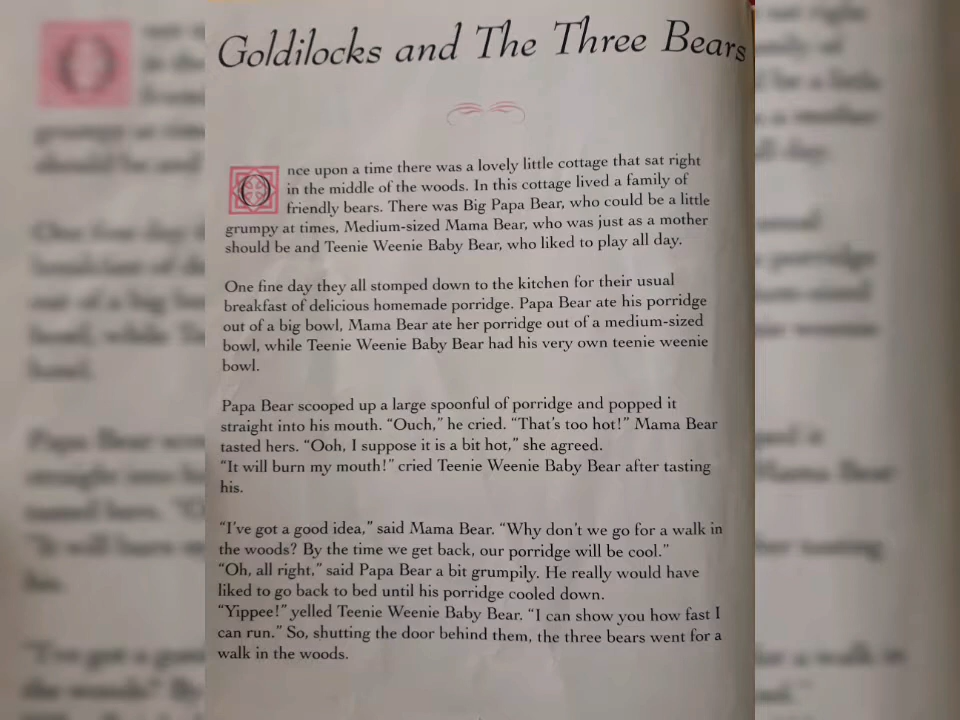 Goldilocks and The Three Bears
Once upon a time there was a lovely little cottage that sat right
in the middle of the woods. In this cottage lived a family of
friendly bears. There was Big Papa Bear, who could be a little
grumpy at times, Medium-sized Mama Bear, who was just as a mother
should be and Teenie Weenie Baby Bear, who liked to play all day.
One fine day they all stomped down to the kitchen for their usual
breakfast of delicious homemade porridge. Papa Bear ate his porridge
out of a big bowl, Mama Bear ate her porridge out of a medium-sized
bowl, while Teenie Weenie Baby Bear had his very own teenie weenie
bowl.
Papa Bear scooped up a large spoonful of porridge and popped it
straight into his mouth. “Ouch,” he cried. “That's too hot!” Mama Bear
tasted hers. “Ooh, I suppose it is a bit hot,” she agreed.
“It will burn my mouth!” cried Teenie Weenie Baby Bear after tasting
his.
“I've got a good idea,” said Mama Bear. “Why don't we go for a walk in
the woods? By the time we get back, our porridge will be cool.”
“Oh, all right,” said Papa Bear a bit grumpily. He really would have
liked to go back to bed until his porridge cooled down.
“Yippee!” yelled Teenie Weenie Baby Bear. “I can show you how fast I
can run.” So, shutting the door behind them, the three bears went for a
walk in the woods.